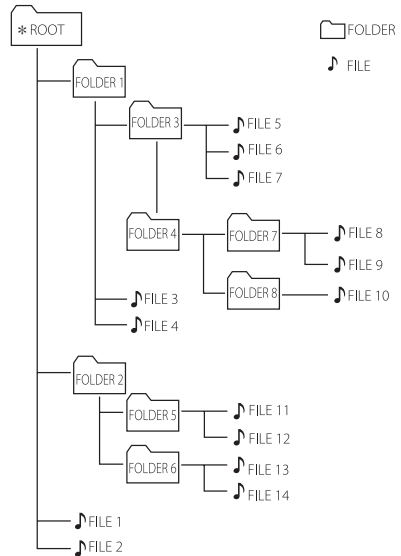 * ROOT
FOLDER
FILE
FOLDER 1
FOLDER 3
FILE 5
FILE 6
FILE 7
FOLDER 4
FOLDER 7
FILE 8
FILE 9
FOLDER 8
FILE 10
FILE 3
FILE 4
FOLDER 2
FOLDER 5
FILE 11
FILE 12
FOLDER 6
FILE 13
FILE 14
FILE 1
FILE 2